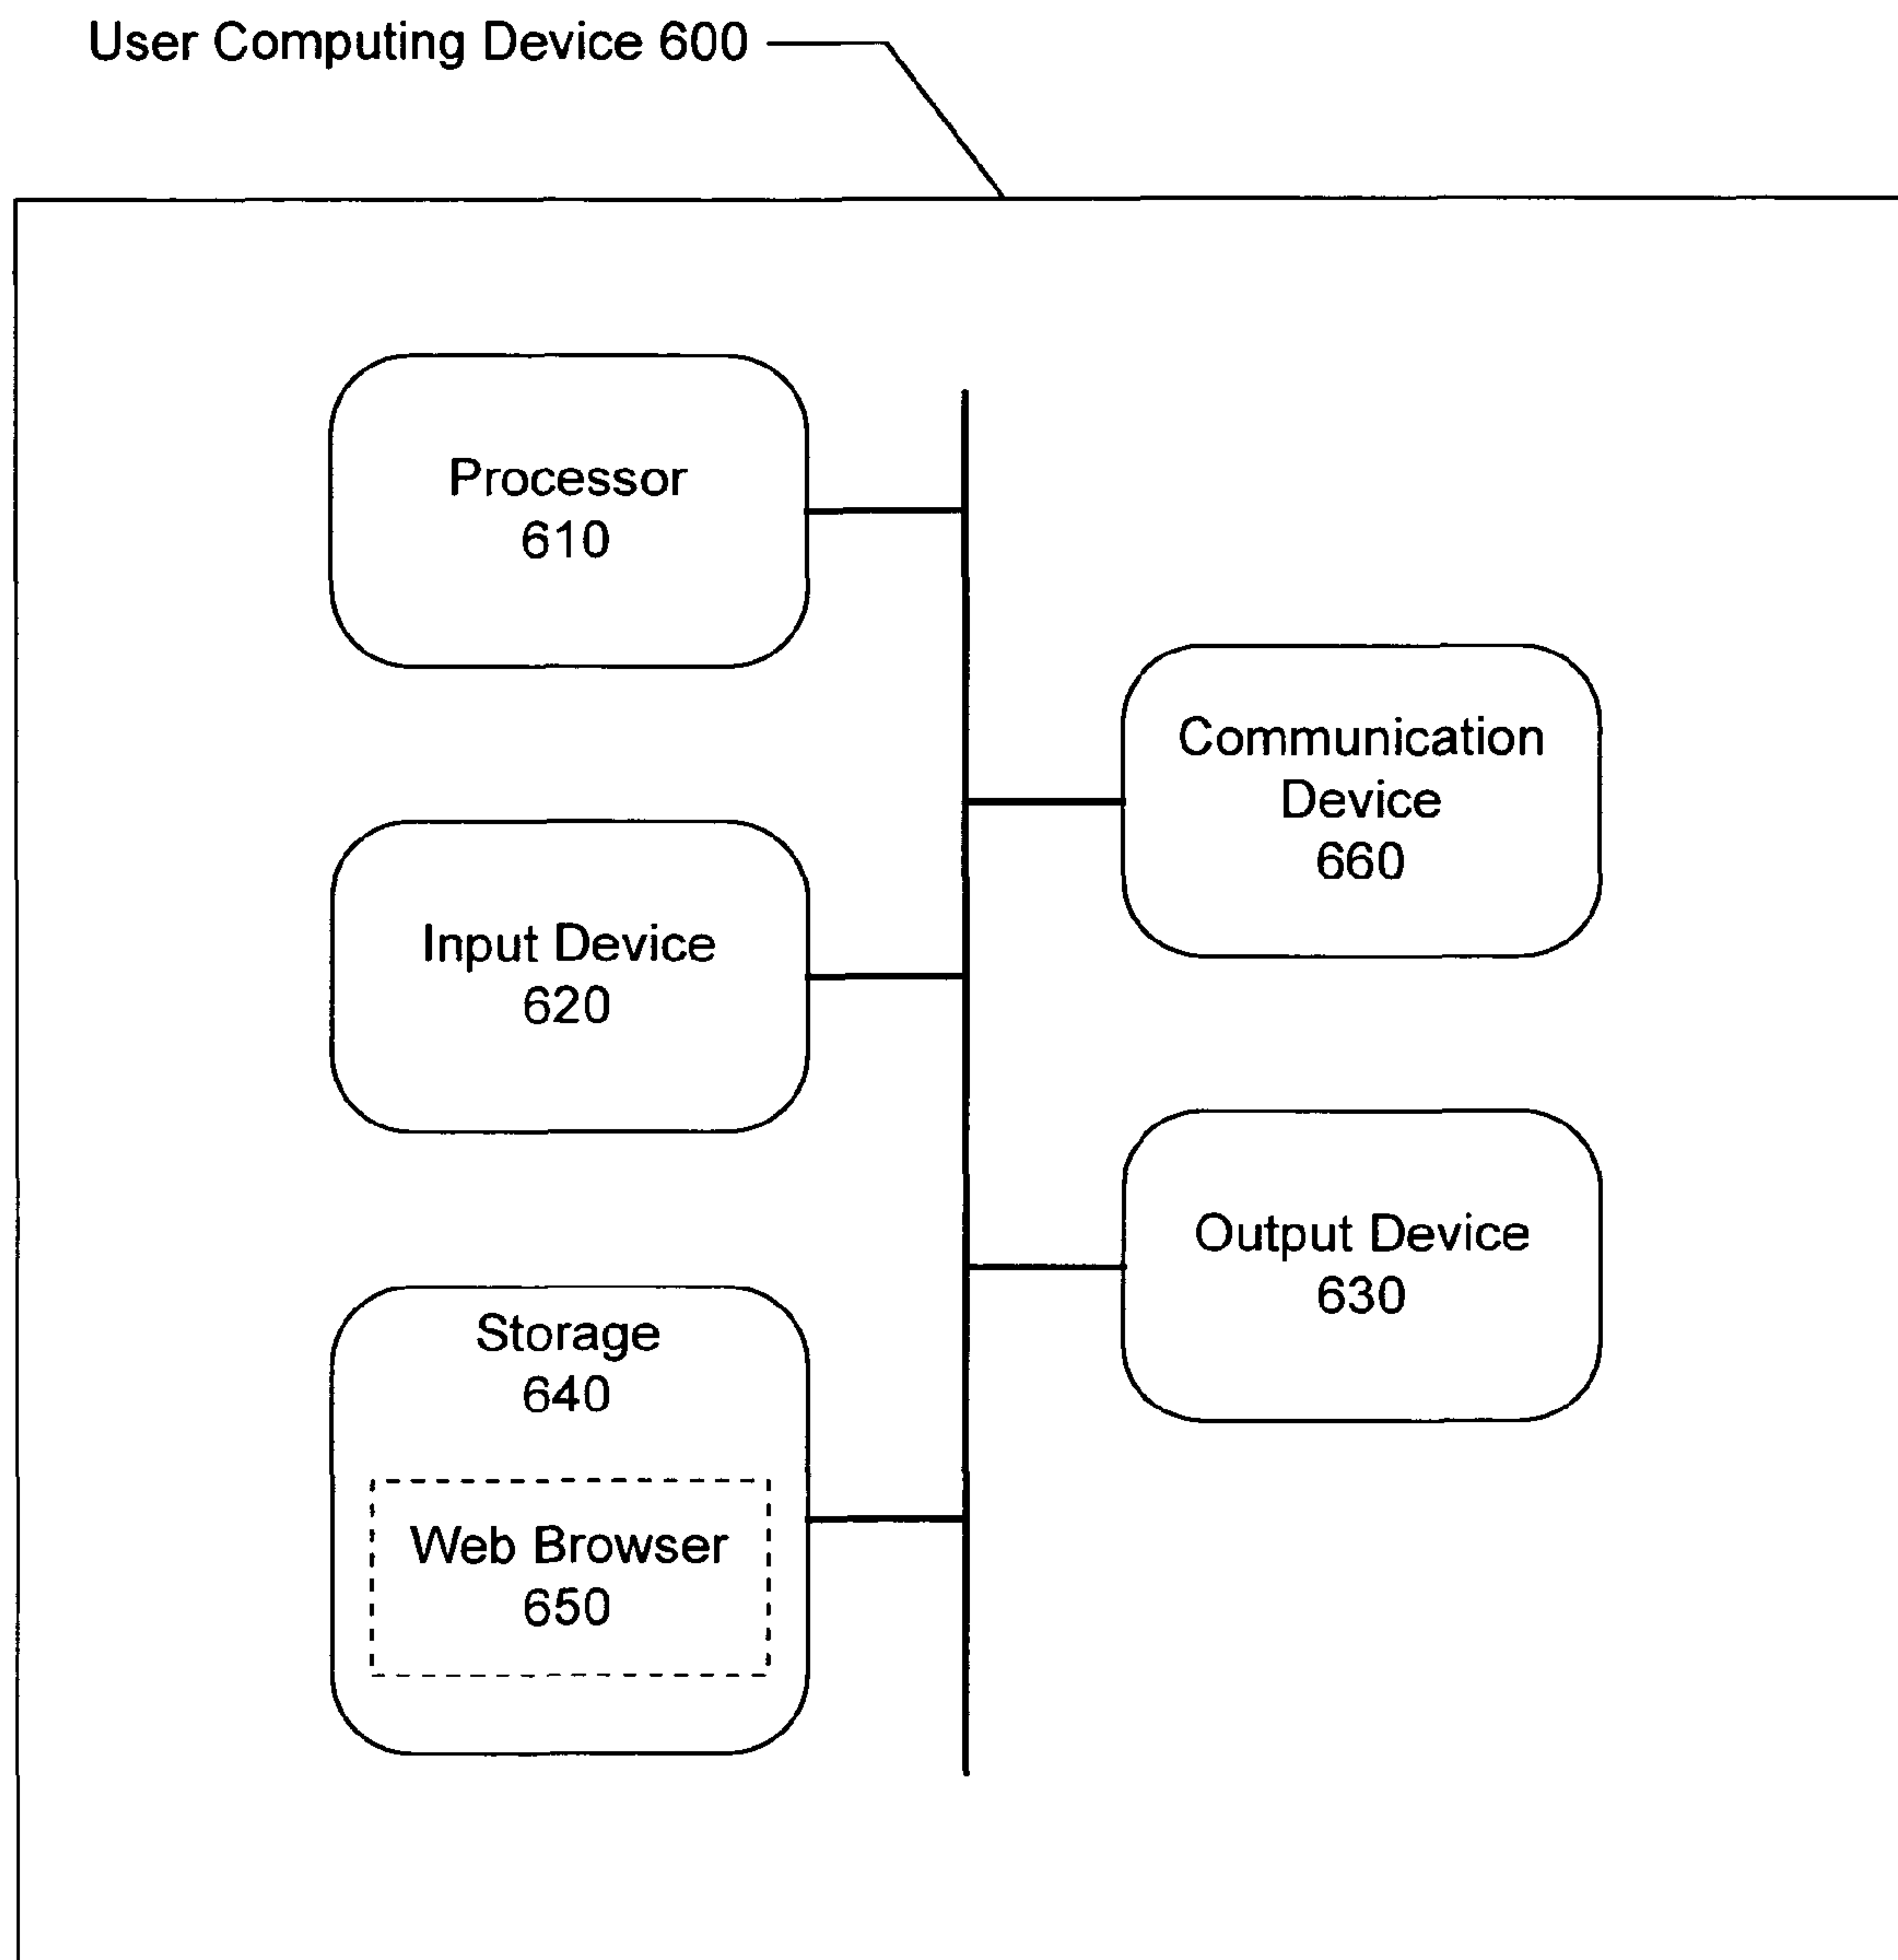 User Computing Device 600
Processor
610
Communication
Device
660
Input Device
620
Output Device
630
Storage
640
Web Browser
650